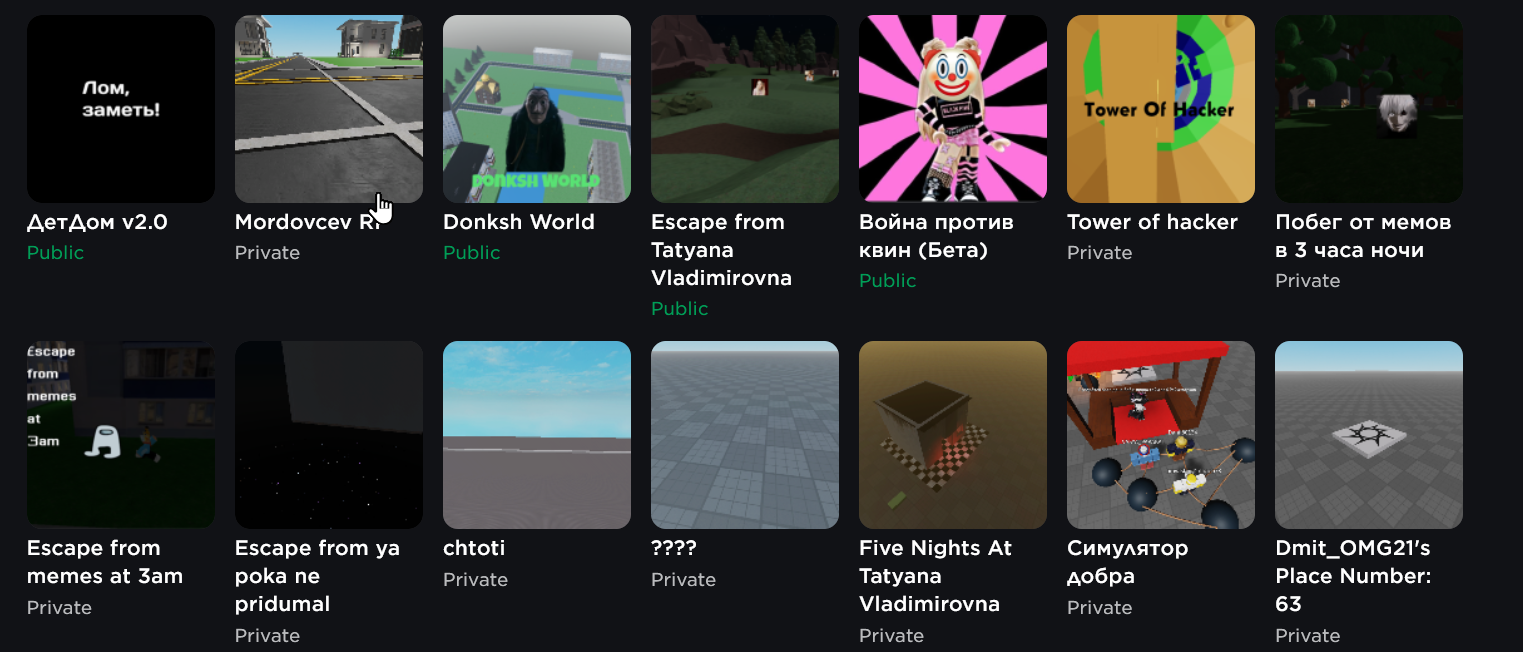 Лом,
заметь!
DONKSH WORLD
Tower Of Hacker
ДетДом v2.0
Public
Mordovcev
Private
Donksh World
Public
Escape from
Tatyana
Vladimirovna
Public
Война против
квин (Бета)
Public
Tower of hacker
Private
Побег от мемов
в 3 часа ночи
Private
Escape
from
memes
at
3am
Escape from
memes at 3am
Private
Escape from ya
poka ne
pridumal
Private
chtoti
Private
????
Private
Five Nights At
Tatyana
Vladimirovna
Private
Симулятор
добра
Private
Dmit_OMG21's
Place Number:
63
Private